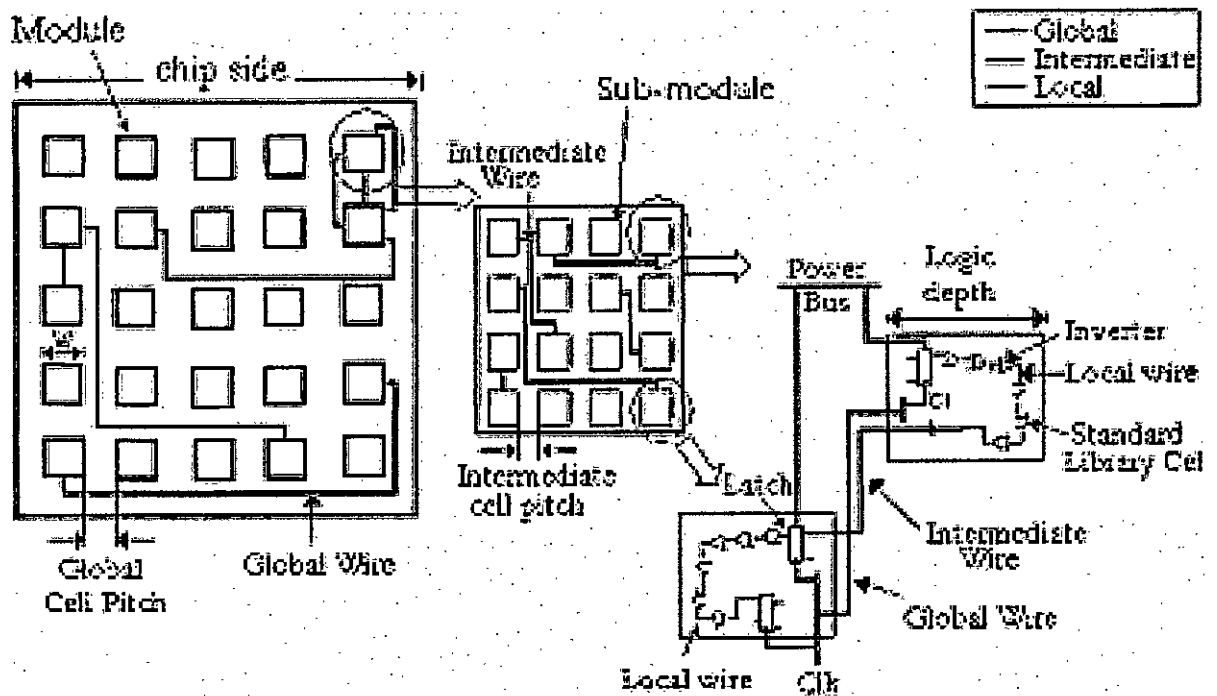 Module
chip side
Global
Intermediate
Local
Sub-module
Intermediate
Wire
Power
Bus
Logic
depth
Inverter
Local wire
Standard
Library Cel
Intermediate
cell pitch
Latch
Intermediate
Wire
Global
Cell Pitch
Global Wire
Global Wire
Local wire
Clk